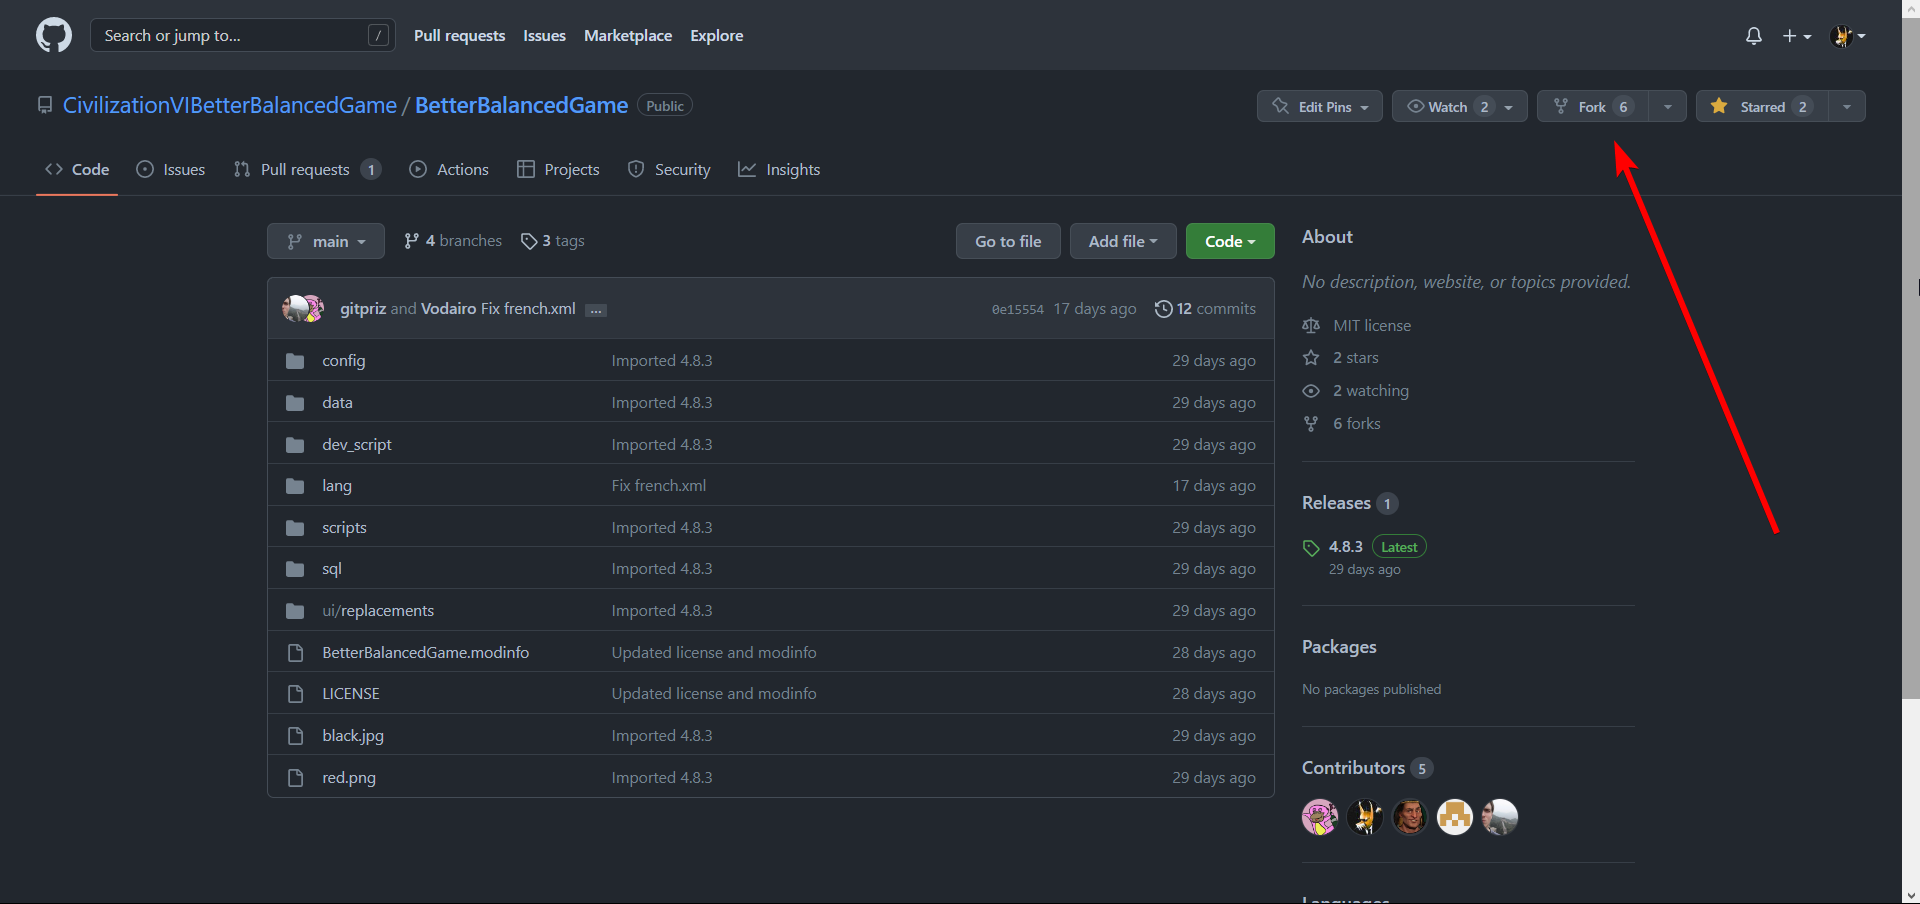 Search or jump to... /
Pull requests Issues Marketplace Explore
CivilizationVIBetterBalancedGame / BetterBalancedGame Public
Edit Pins Watch 2 Fork 6 Starred 2
Code Issues Pull requests 1 Actions Projects Security Insights
main 4 branches 3 tags Go to file Add file Code
gitpriz and Vodairo Fix french.xml ... 0e15554 17 days ago 12 commits
config Imported 4.8.3 29 days ago
data Imported 4.8.3 29 days ago
dev_script Imported 4.8.3 29 days ago
lang Fix french.xml 17 days ago
scripts Imported 4.8.3 29 days ago
sql Imported 4.8.3 29 days ago
ui/replacements Imported 4.8.3 29 days ago
BetterBalancedGame.modinfo Updated license and modinfo 28 days ago
LICENSE Updated license and modinfo 28 days ago
black.jpg Imported 4.8.3 29 days ago
red.png Imported 4.8.3 29 days ago
About
No description, website, or topics provided.
MIT license
2 stars
2 watching
6 forks
Releases 1
4.8.3 Latest
29 days ago
Packages
No packages published
Contributors 5